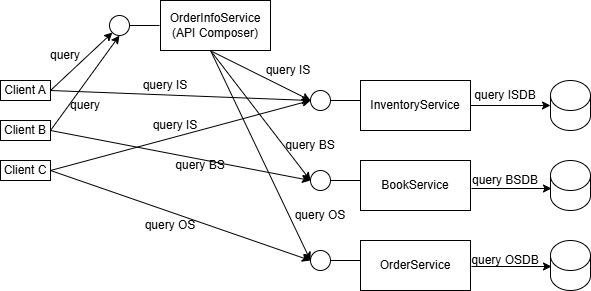 OrderInfoService
(API Composer)
query
query IS
Client A
query IS
query ISDB
InventoryService
query
Client B
query IS
query BS
Client C
query BS
BookService
query BSDB
query OS
query OS
OrderService
query OSDB